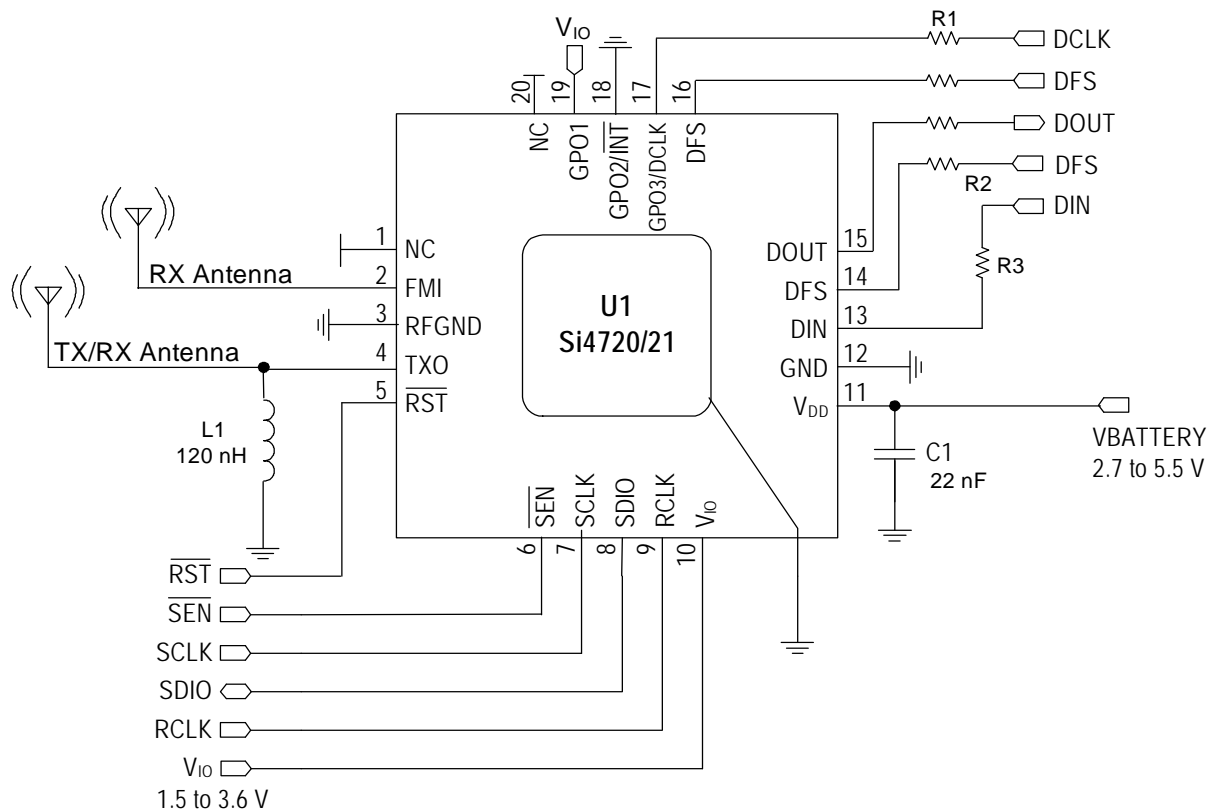 R1
DCLK
DFS
DOUT
DFS
R2
DIN
R3
VIO
20
19
18
17
16
NC
GPO1
GPO2/INT
GPO3/DCLK
DFS
RX Antenna
TX/RX Antenna
1
NC
2
FMI
3
RFGND
4
TXO
5
RST
U1
Si4720/21
DOUT
15
DFS
14
DIN
13
GND
12
VDD
11
L1
120 nH
C1
22 nF
VBATTERY
2.7 to 5.5 V
SEN
SCLK
SDIO
RCLK
VIO
6
7
8
9
10
RST
SEN
SCLK
SDIO
RCLK
VIO
1.5 to 3.6 V